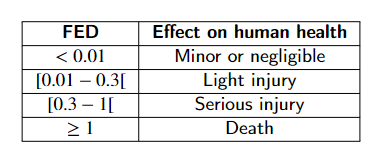 FED Effect on human health
< 0.01 Minor or negligible
[0.01 − 0.3[ Light injury
[0.3 − 1[ Serious injury
≥ 1 Death